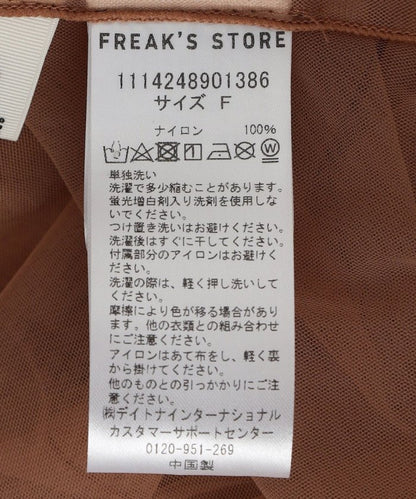 FREAK'S STORE
1114248901386
サイズ F
ナイロン 100%
単独洗い
洗濯で多少縮むことがあります。
蛍光増白剤入り洗剤を使用しな
いでください。
つけ置き洗いはお避けください。
洗濯後はすぐに干してください。
付属部分のアイロンはお避けく
ださい。
洗濯の際は、軽く押し洗いして
ください。
摩擦により色が移る場合があり
ます。他の衣類との組み合わせ
にご注意ください。
アイロンはあて布をし、軽く裏
から掛けてください。
他のものとの引っかかりにご注
意ください。
㈱デイトナインターナショナル
カスタマーサポートセンター
0120-951-269
中国製